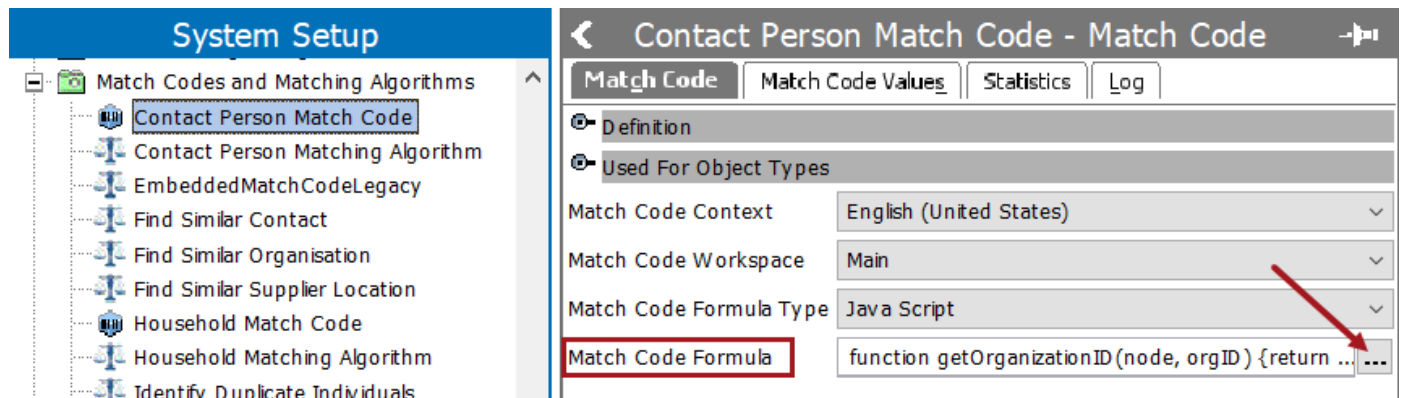 System Setup
Match Codes and Matching Algorithms
Contact Person Match Code
Contact Person Matching Algorithm
EmbeddedMatchCodeLegacy
Find Similar Contact
Find Similar Organisation
Find Similar Supplier Location
Household Match Code
Household Matching Algorithm
Identify Duplicate Individuals
Contact Person Match Code - Match Code
Match Code Match Code Values Statistics Log
Definition
Used For Object Types
Match Code Context English (United States)
Match Code Workspace Main
Match Code Formula Type Java Script
Match Code Formula function getOrganizationID(node, orgID) {return ... ...